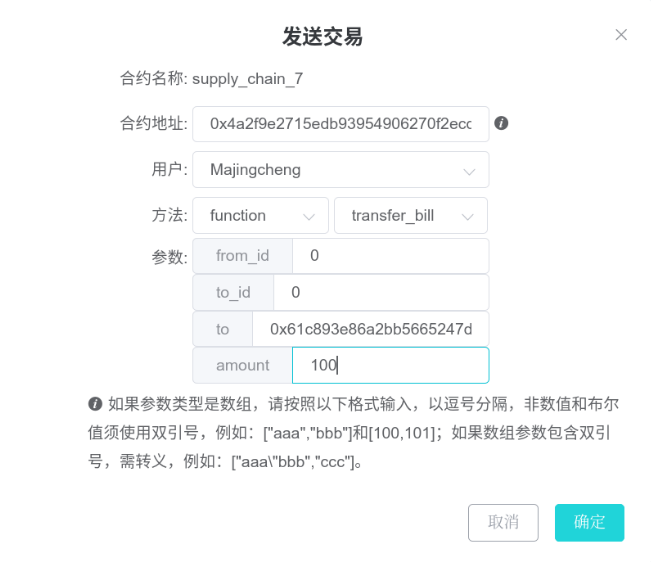 发送交易
合约名称: supply_chain_7
合约地址: 0x4a2f9e2715edb93954906270f2ecc
用户: Majingcheng
方法: function transfer_bill
参数: from_id 0
to_id 0
to 0x61c893e86a2bb5665247d
amount 100
如果参数类型是数组，请按照以下格式输入，以逗号分隔，非数值和布尔
值须使用双引号，例如：["aaa","bbb"]和[100,101]；如果数组参数包含双引
号，需转义，例如：["aaa\"bbb","ccc"]。
取消 确定